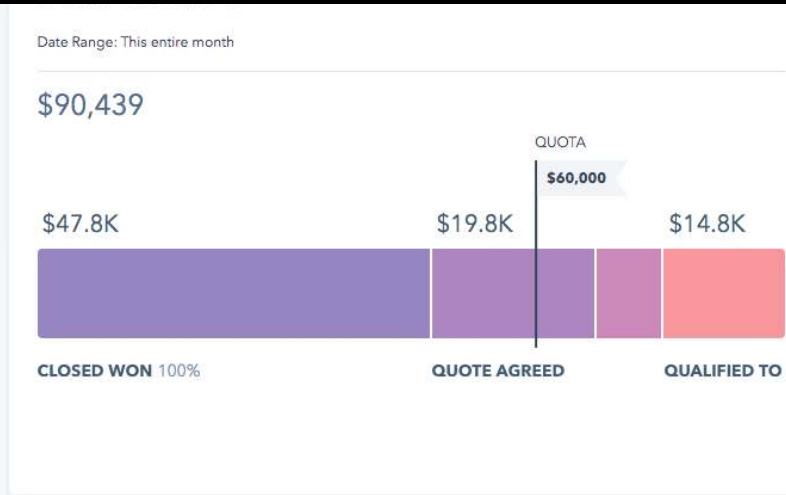 Date Range: This entire month
$90,439
QUOTA
$60,000
$47.8K $19.8K $14.8K
CLOSED WON 100% QUOTE AGREED QUALIFIED TO